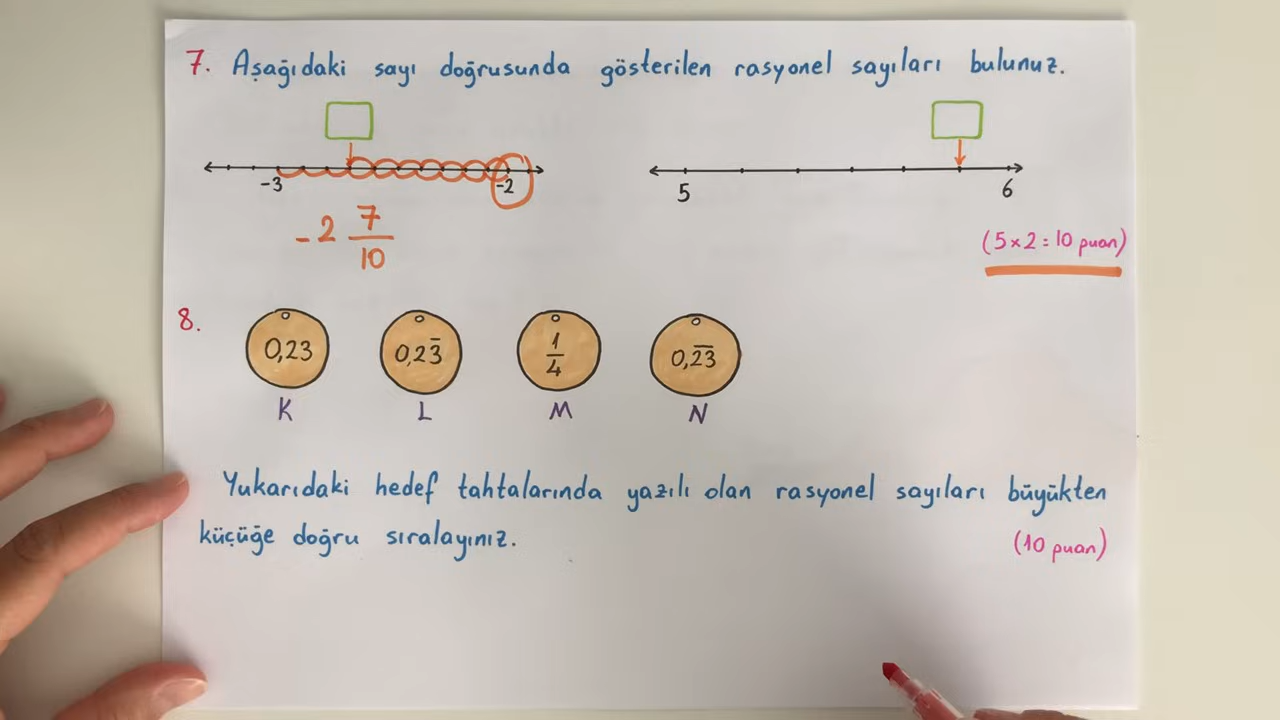 7. Aşağıdaki sayı doğrusunda gösterilen rasyonel sayıları bulunuz.
-3 -2
5 6
-2 7/10
(5x2=10 puan)
8.
0,23 0,23̅ 1/4 0,2̅3̅
K L M N
Yukarıdaki hedef tahtalarında yazılı olan rasyonel sayıları büyükten
küçüğe doğru sıralayınız.
(10 puan)